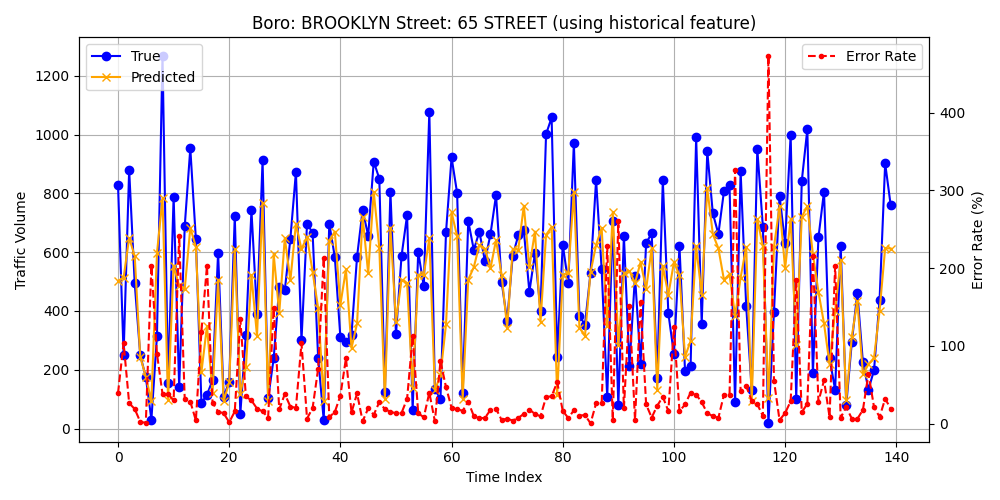 Boro: BROOKLYN Street: 65 STREET (using historical feature)
True
Predicted
Error Rate
1200
1000
800
600
400
200
0
Traffic Volume
400
300
200
100
0
Error Rate (%)
0 20 40 60 80 100 120 140
Time Index